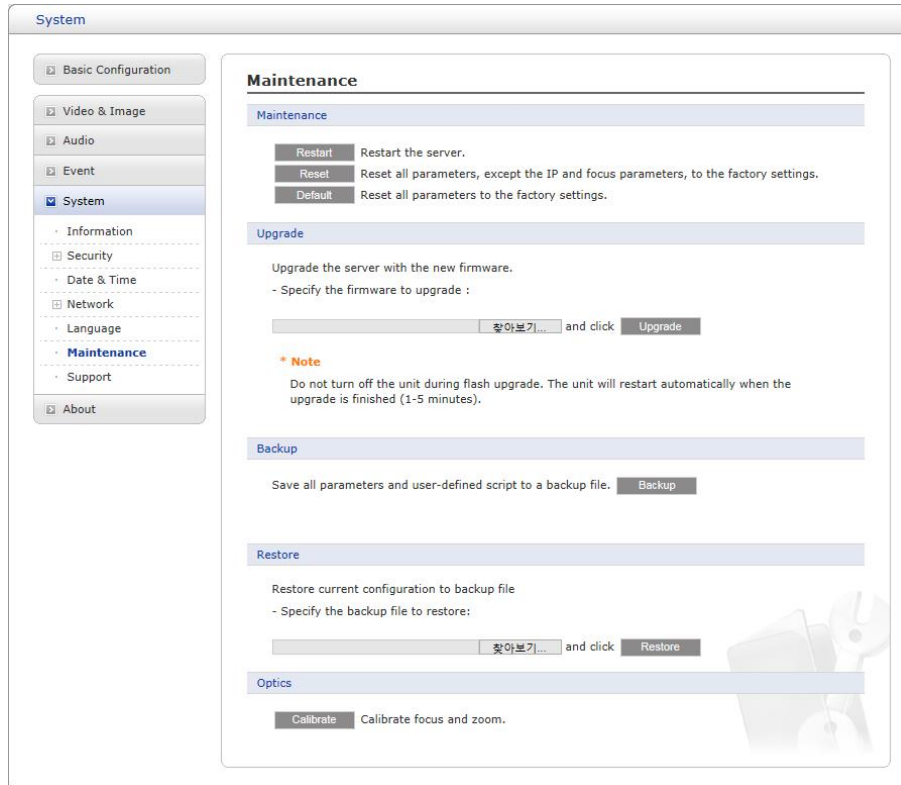 System
Basic Configuration
Video & Image
Audio
Event
System
Information
Security
Date & Time
Network
Language
Maintenance
Support
About
Maintenance
Maintenance
Restart Restart the server.
Reset Reset all parameters, except the IP and focus parameters, to the factory settings.
Default Reset all parameters to the factory settings.
Upgrade
Upgrade the server with the new firmware.
- Specify the firmware to upgrade :
찾아보기... and click Upgrade
* Note
Do not turn off the unit during flash upgrade. The unit will restart automatically when the
upgrade is finished (1-5 minutes).
Backup
Save all parameters and user-defined script to a backup file. Backup
Restore
Restore current configuration to backup file
- Specify the backup file to restore:
찾아보기... and click Restore
Optics
Calibrate Calibrate focus and zoom.